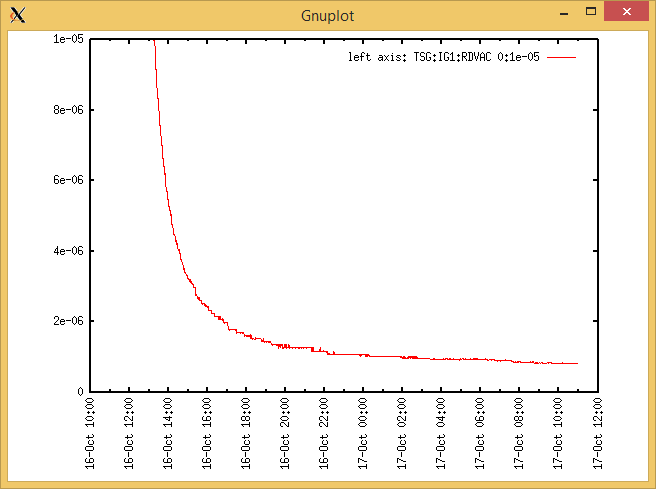 Gnuplot
left axis: TSG:IG1:RDVAC 0:1e-05
1e-05
8e-06
6e-06
4e-06
2e-06
0
16-Oct 10:00
16-Oct 12:00
16-Oct 14:00
16-Oct 16:00
16-Oct 18:00
16-Oct 20:00
16-Oct 22:00
17-Oct 00:00
17-Oct 02:00
17-Oct 04:00
17-Oct 06:00
17-Oct 08:00
17-Oct 10:00
17-Oct 12:00